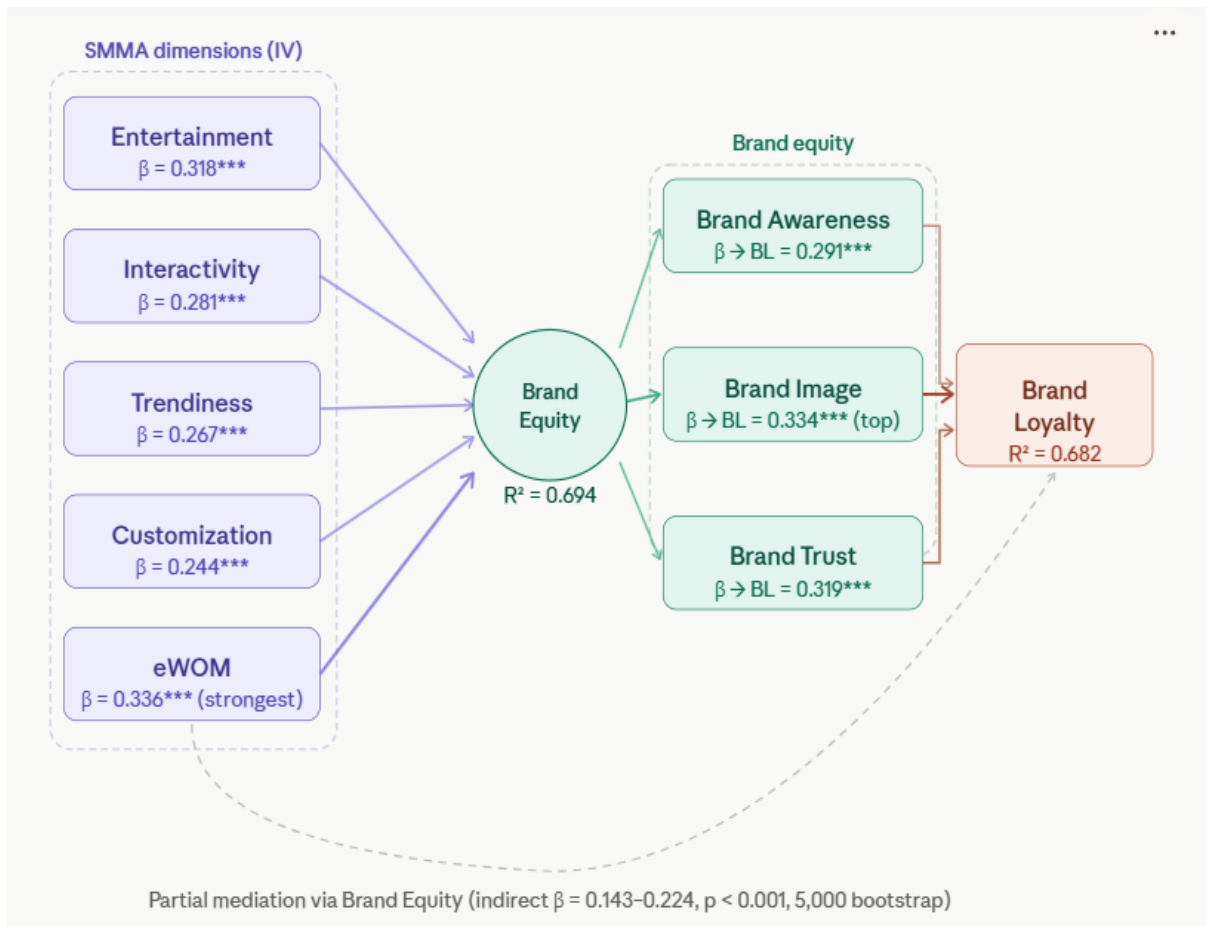 SMMA dimensions (IV)
Entertainment
β = 0.318***
Interactivity
β = 0.281***
Trendiness
β = 0.267***
Customization
β = 0.244***
eWOM
β = 0.336*** (strongest)
Brand
Equity
R² = 0.694
Brand equity
Brand Awareness
β → BL = 0.291***
Brand Image
β → BL = 0.334*** (top)
Brand Trust
β → BL = 0.319***
Brand
Loyalty
R² = 0.682
Partial mediation via Brand Equity (indirect β = 0.143–0.224, p < 0.001, 5,000 bootstrap)